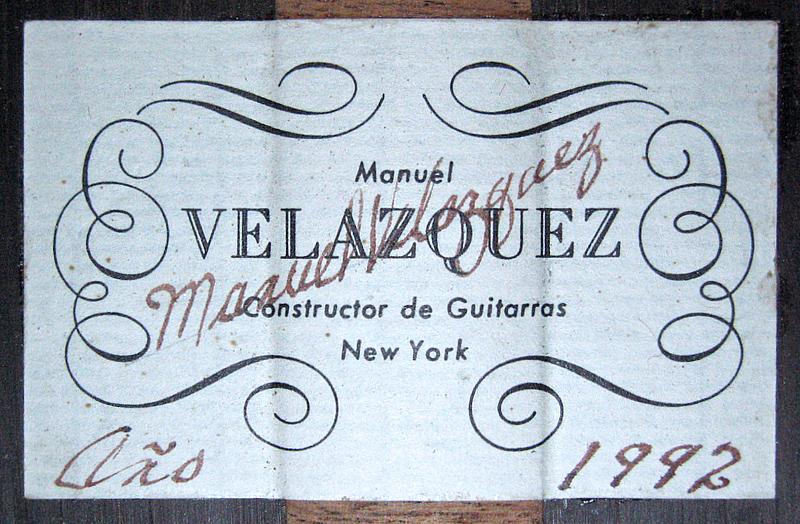 Manuel
VELAZQUEZ
Manuel Velazquez
Constructor de Guitarras
New York
Año 1992